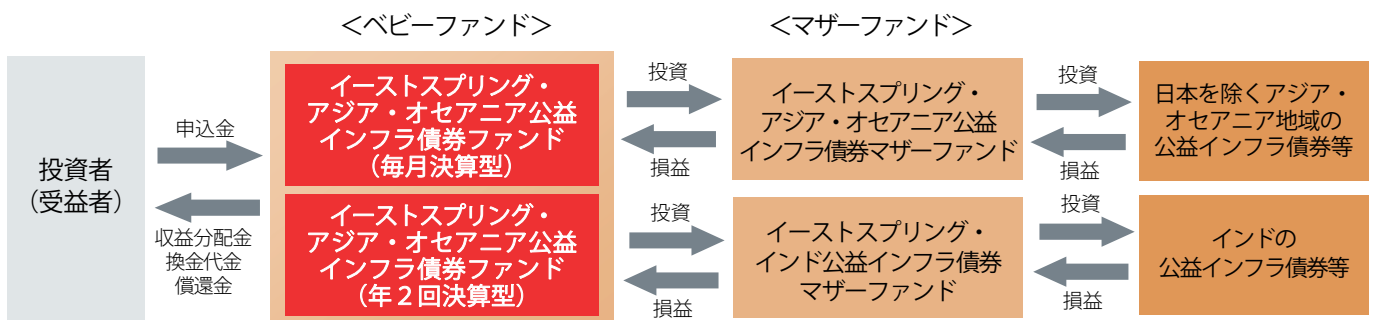 ＜ベビーファンド＞
＜マザーファンド＞
投資者
（受益者）
申込金
収益分配金
換金代金
償還金
イーストスプリング・
アジア・オセアニア公益
インフラ債券ファンド
（毎月決算型）
投資
損益
イーストスプリング・
アジア・オセアニア公益
インフラ債券マザーファンド
投資
損益
日本を除くアジア・
オセアニア地域の
公益インフラ債券等
イーストスプリング・
アジア・オセアニア公益
インフラ債券ファンド
（年２回決算型）
投資
損益
イーストスプリング・
インド公益インフラ債券
マザーファンド
投資
損益
インドの
公益インフラ債券等